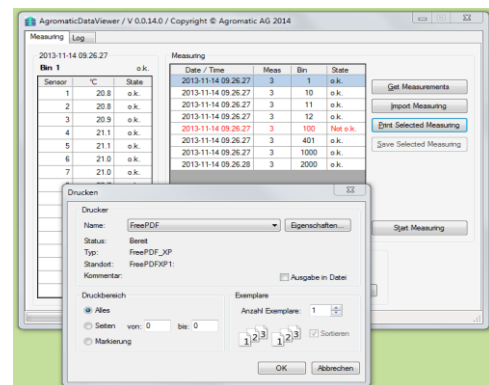 AgromaticDataViewer / V 0.0.14.0 / Copyright © Agromatic AG 2014
Measuring Log
2013-11-14 09.26.27
Bin 1 o.k.
Sensor °C State
1 20.8 o.k.
2 20.8 o.k.
3 20.9 o.k.
4 21.1 o.k.
5 21.1 o.k.
6 21.0 o.k.
7 21.0 o.k.
Measuring
Date / Time Meas Bin State
2013-11-14 09.26.27 3 1 o.k.
2013-11-14 09.26.27 3 10 o.k.
2013-11-14 09.26.27 3 11 o.k.
2013-11-14 09.26.27 3 12 o.k.
2013-11-14 09.26.27 3 100 Not o.k.
2013-11-14 09.26.27 3 401 o.k.
2013-11-14 09.26.27 3 1000 o.k.
2013-11-14 09.26.28 3 2000 o.k.
Get Measurements
Import Measuring
Print Selected Measuring
Save Selected Measuring
Start Measuring
Drucken
Drucker
Name: FreePDF Eigenschaften...
Status: Bereit
Typ: FreePDF_XP
Standort: FreePDFXP1:
Kommentar: Ausgabe in Datei
Druckbereich
Alles
Seiten von: 0 bis: 0
Markierung
Exemplare
Anzahl Exemplare: 1
1 2 3 1 2 3 Sortieren
OK Abbrechen